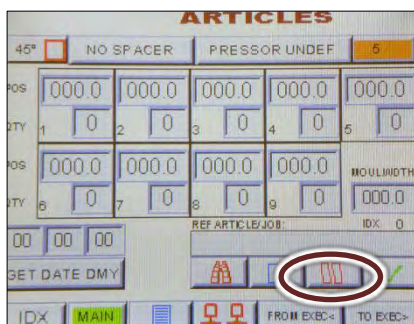 ARTICLES
45° NO SPACER PRESSOR UNDEF 5
POS 000.0 000.0 000.0 000.0 000.0
QTY 1 0 2 0 3 0 4 0 5 0
POS 000.0 000.0 000.0 000.0 MOULWIDTH
QTY 6 0 7 0 8 0 9 0 000.0
REF ARTICLE/JOB: IDX 0
00 00 00
GET DATE DMY
IDX MAIN FROM EXEC< TO EXEC>